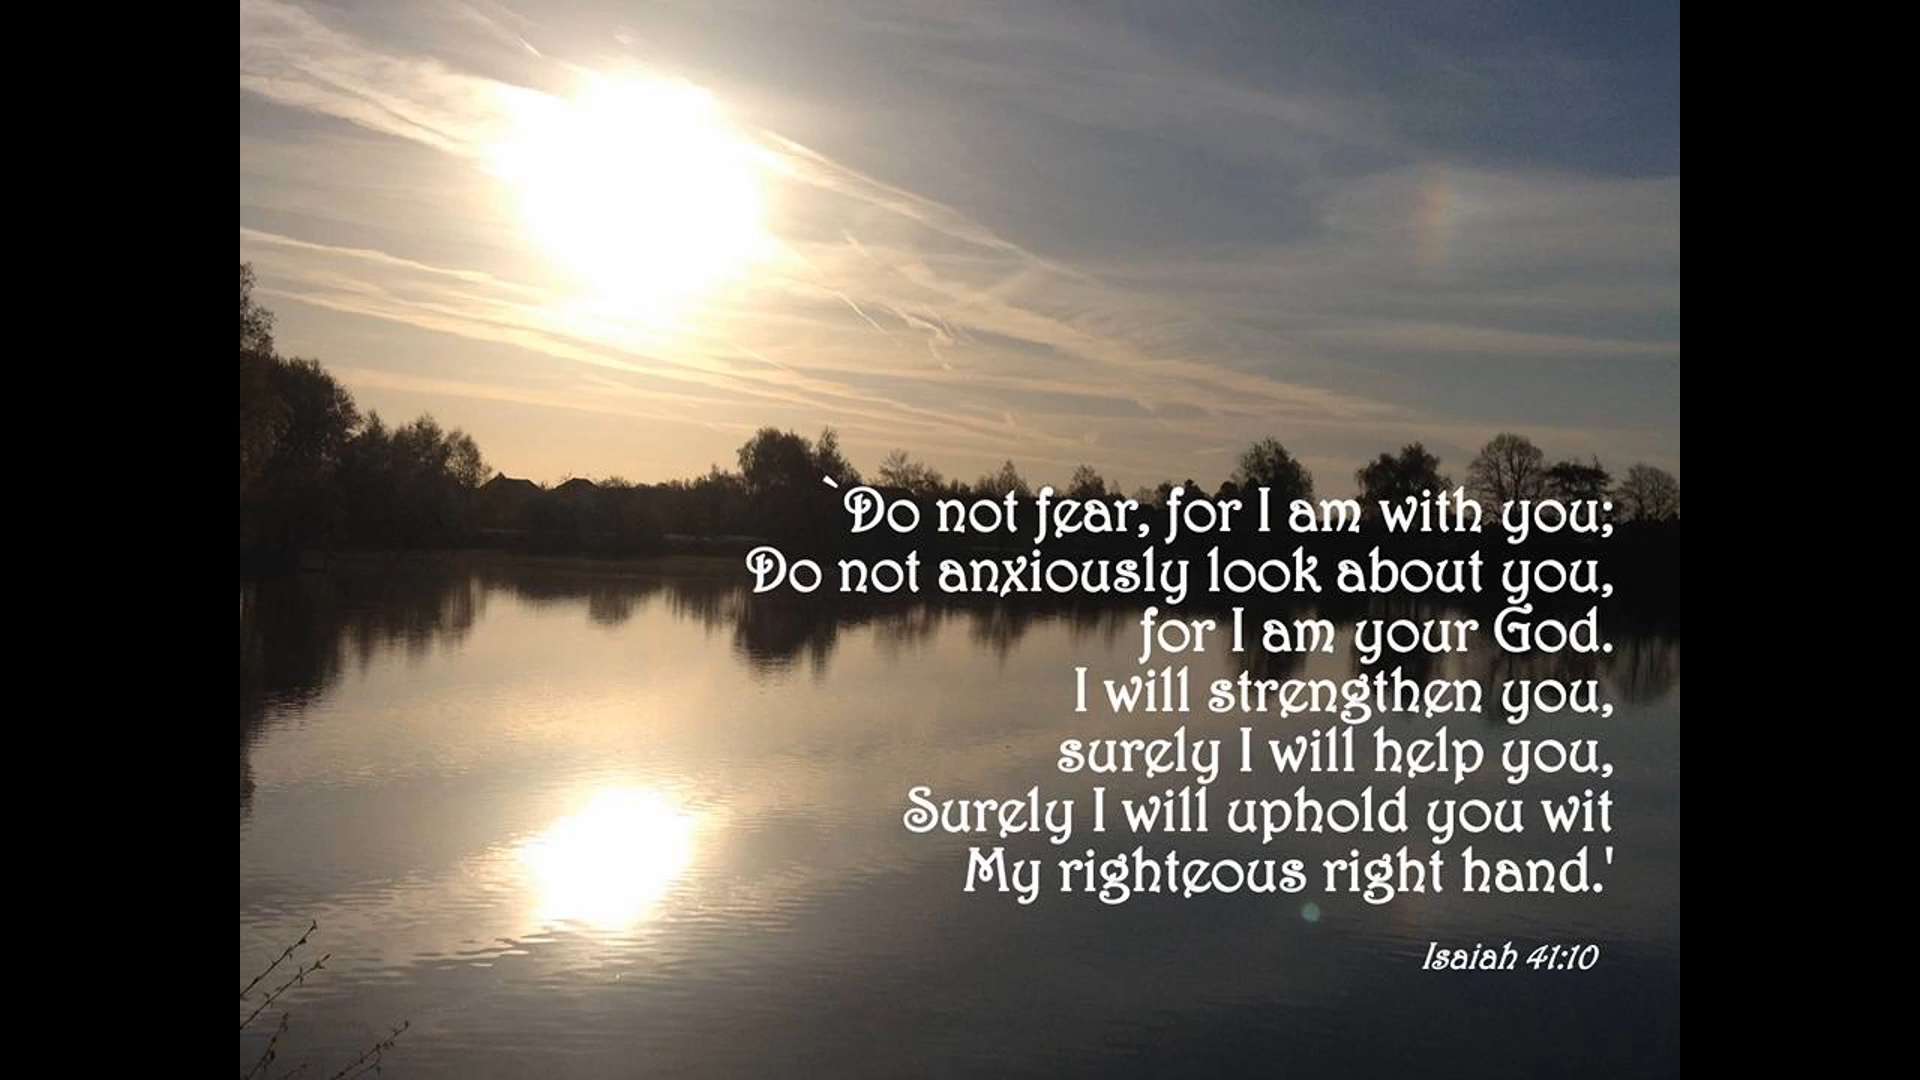 `Do not fear, for I am with you;
Do not anxiously look about you,
for I am your God.
I will strengthen you,
surely I will help you,
Surely I will uphold you wit
My righteous right hand.'
Isaiah 41:10